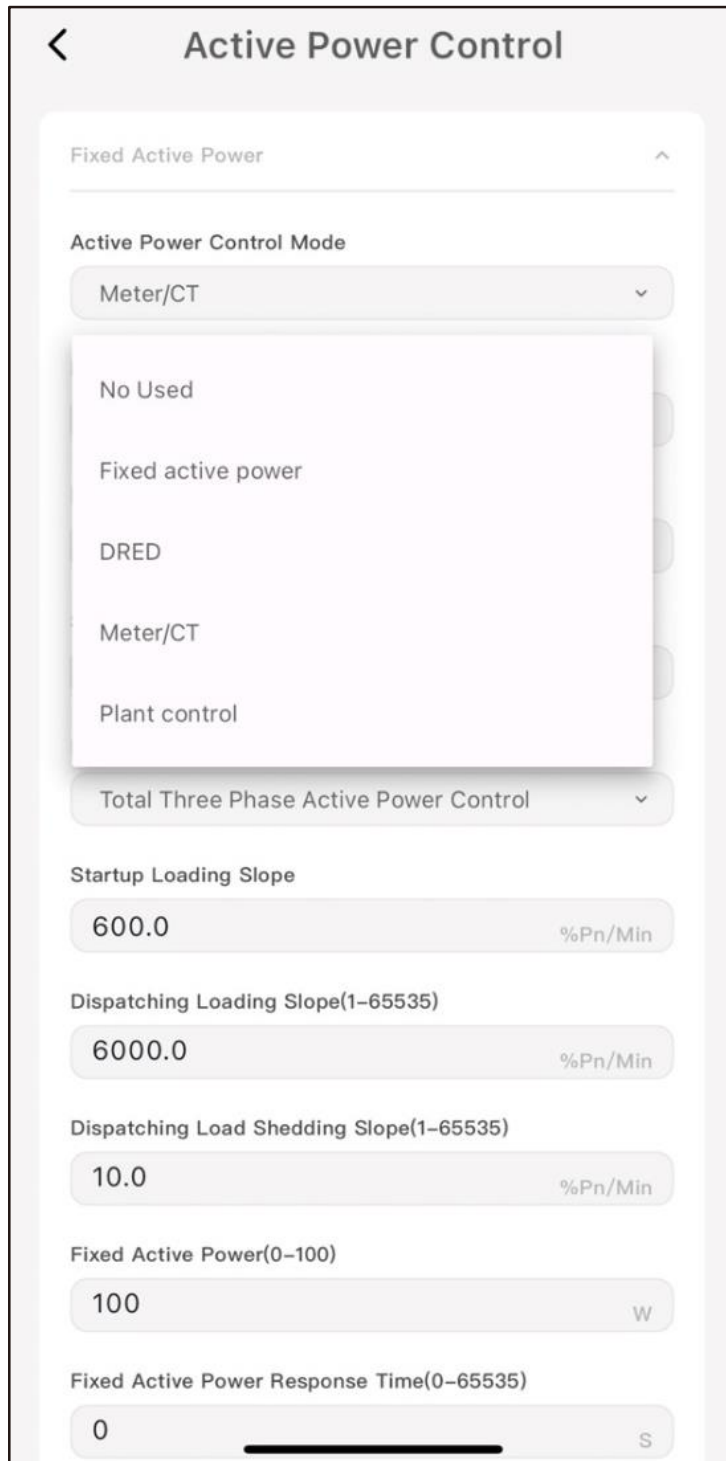 Active Power Control
Fixed Active Power
Active Power Control Mode
Meter/CT
No Used
Fixed active power
DRED
Meter/CT
Plant control
Total Three Phase Active Power Control
Startup Loading Slope
600.0 %Pn/Min
Dispatching Loading Slope(1-65535)
6000.0 %Pn/Min
Dispatching Load Shedding Slope(1-65535)
10.0 %Pn/Min
Fixed Active Power(0-100)
100 W
Fixed Active Power Response Time(0-65535)
0 S